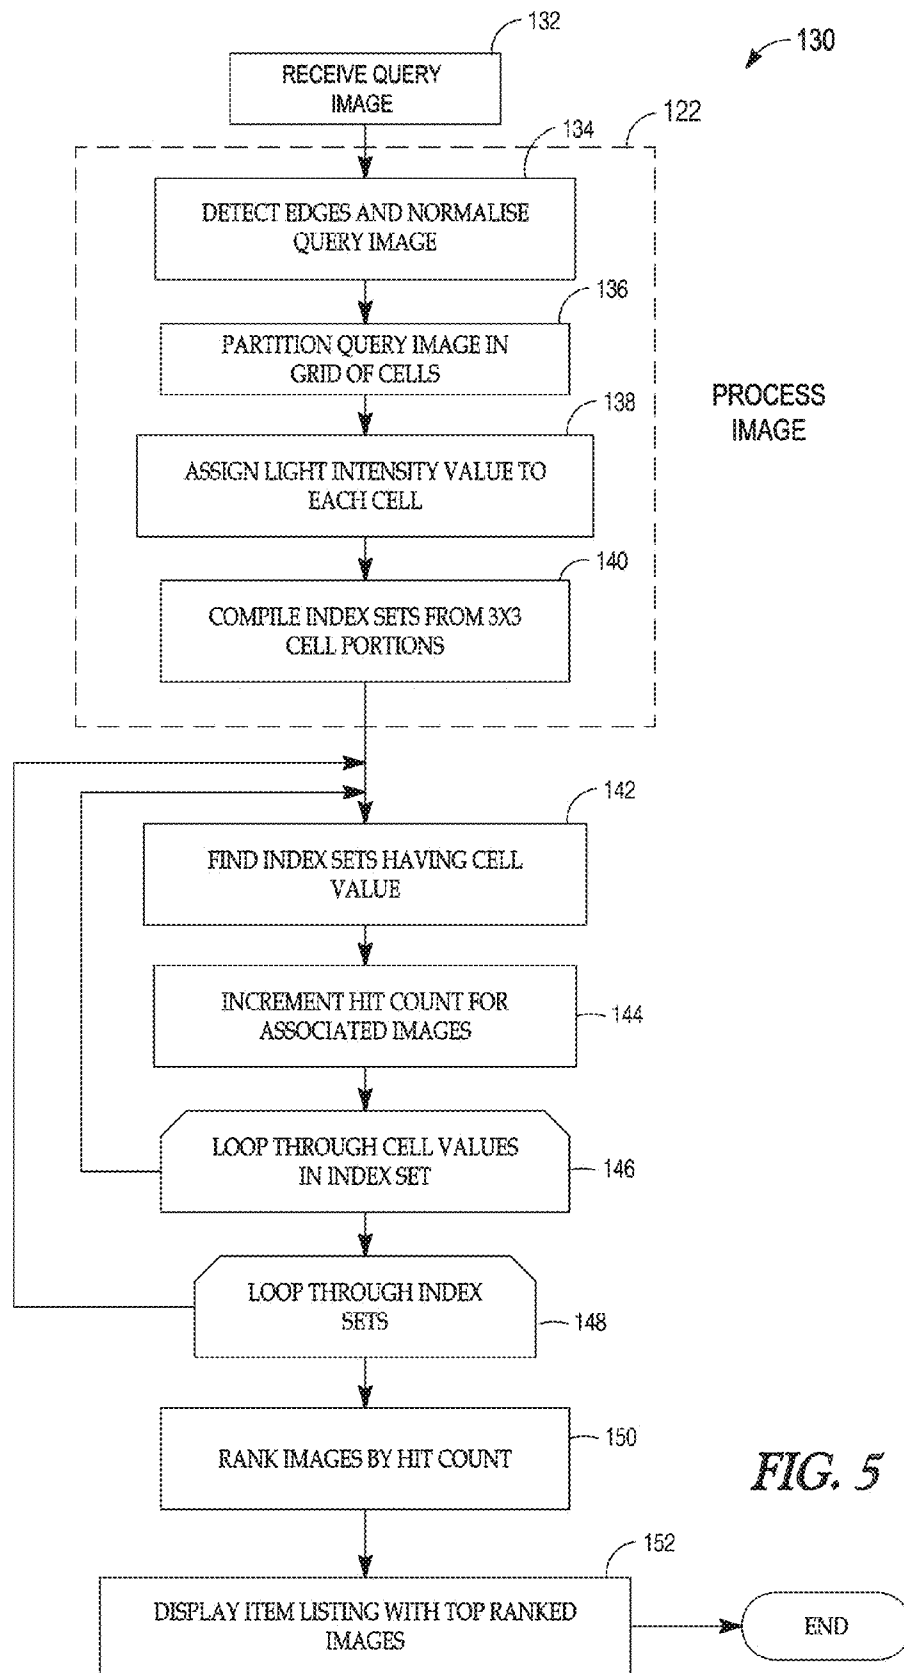 132
130
RECEIVE QUERY
IMAGE
122
134
DETECT EDGES AND NORMALISE
QUERY IMAGE
136
PARTITION QUERY IMAGE IN
GRID OF CELLS
PROCESS
IMAGE
138
ASSIGN LIGHT INTENSITY VALUE TO
EACH CELL
140
COMPILE INDEX SETS FROM 3X3
CELL PORTIONS
142
FIND INDEX SETS HAVING CELL
VALUE
INCREMENT HIT COUNT FOR
ASSOCIATED IMAGES
144
LOOP THROUGH CELL VALUES
IN INDEX SET
146
LOOP THROUGH INDEX
SETS
148
RANK IMAGES BY HIT COUNT
150
FIG. 5
152
DISPLAY ITEM LISTING WITH TOP RANKED
IMAGES
END